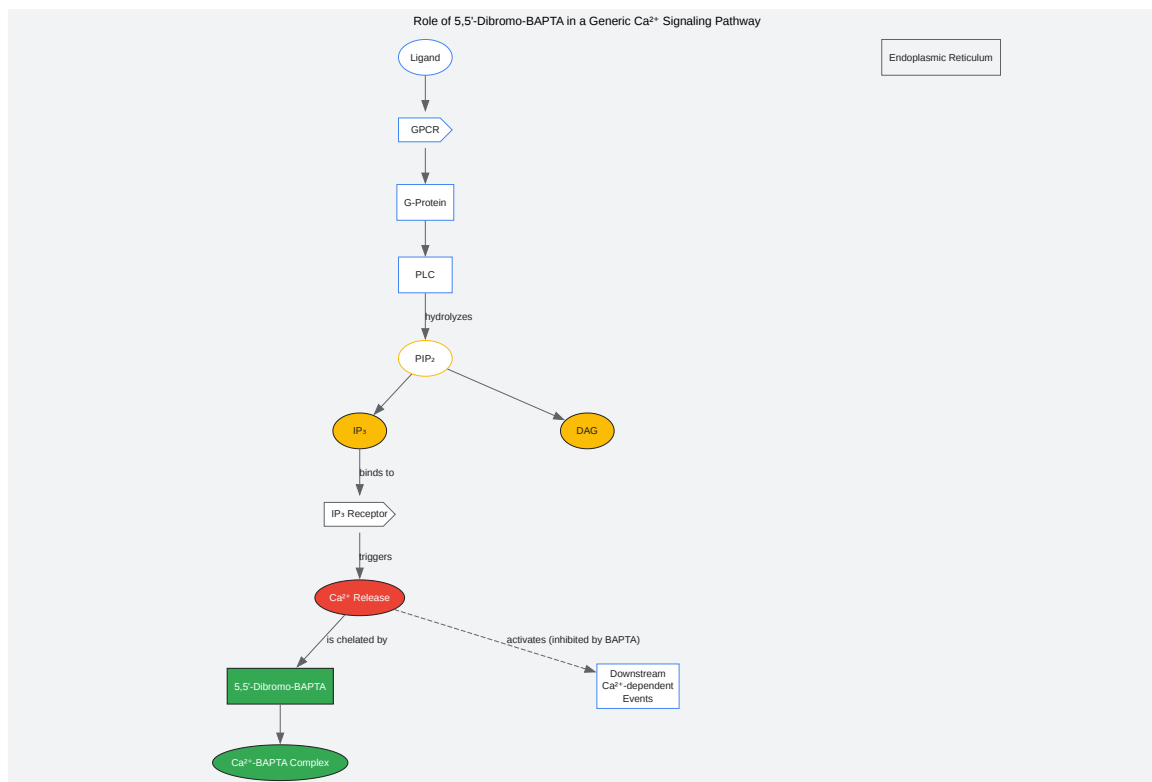 Role of 5,5'-Dibromo-BAPTA in a Generic Ca²⁺ Signaling Pathway
Ligand
Endoplasmic Reticulum
GPCR
G-Protein
PLC
hydrolyzes
PIP₂
IP₃
DAG
binds to
IP₃ Receptor
triggers
Ca²⁺ Release
is chelated by
activates (inhibited by BAPTA)
5,5'-Dibromo-BAPTA
Downstream
Ca²⁺-dependent
Events
Ca²⁺-BAPTA Complex